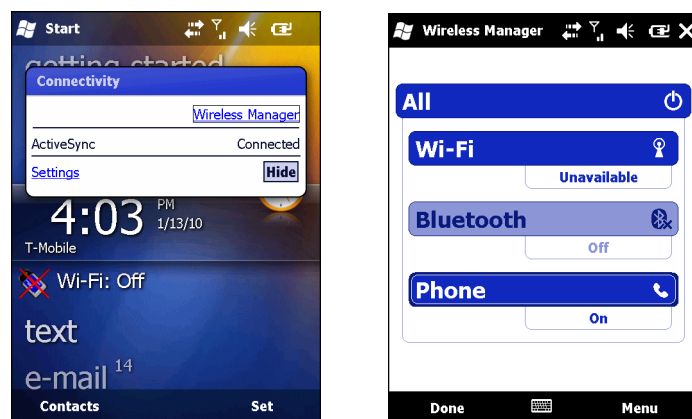 Start
getting started
Connectivity
Wireless Manager
ActiveSync Connected
Settings Hide
4:03 PM
1/13/10
T-Mobile
Wi-Fi: Off
text
e-mail 14
Contacts Set
Wireless Manager
All
Wi-Fi
Unavailable
Bluetooth
Off
Phone
On
Done Menu